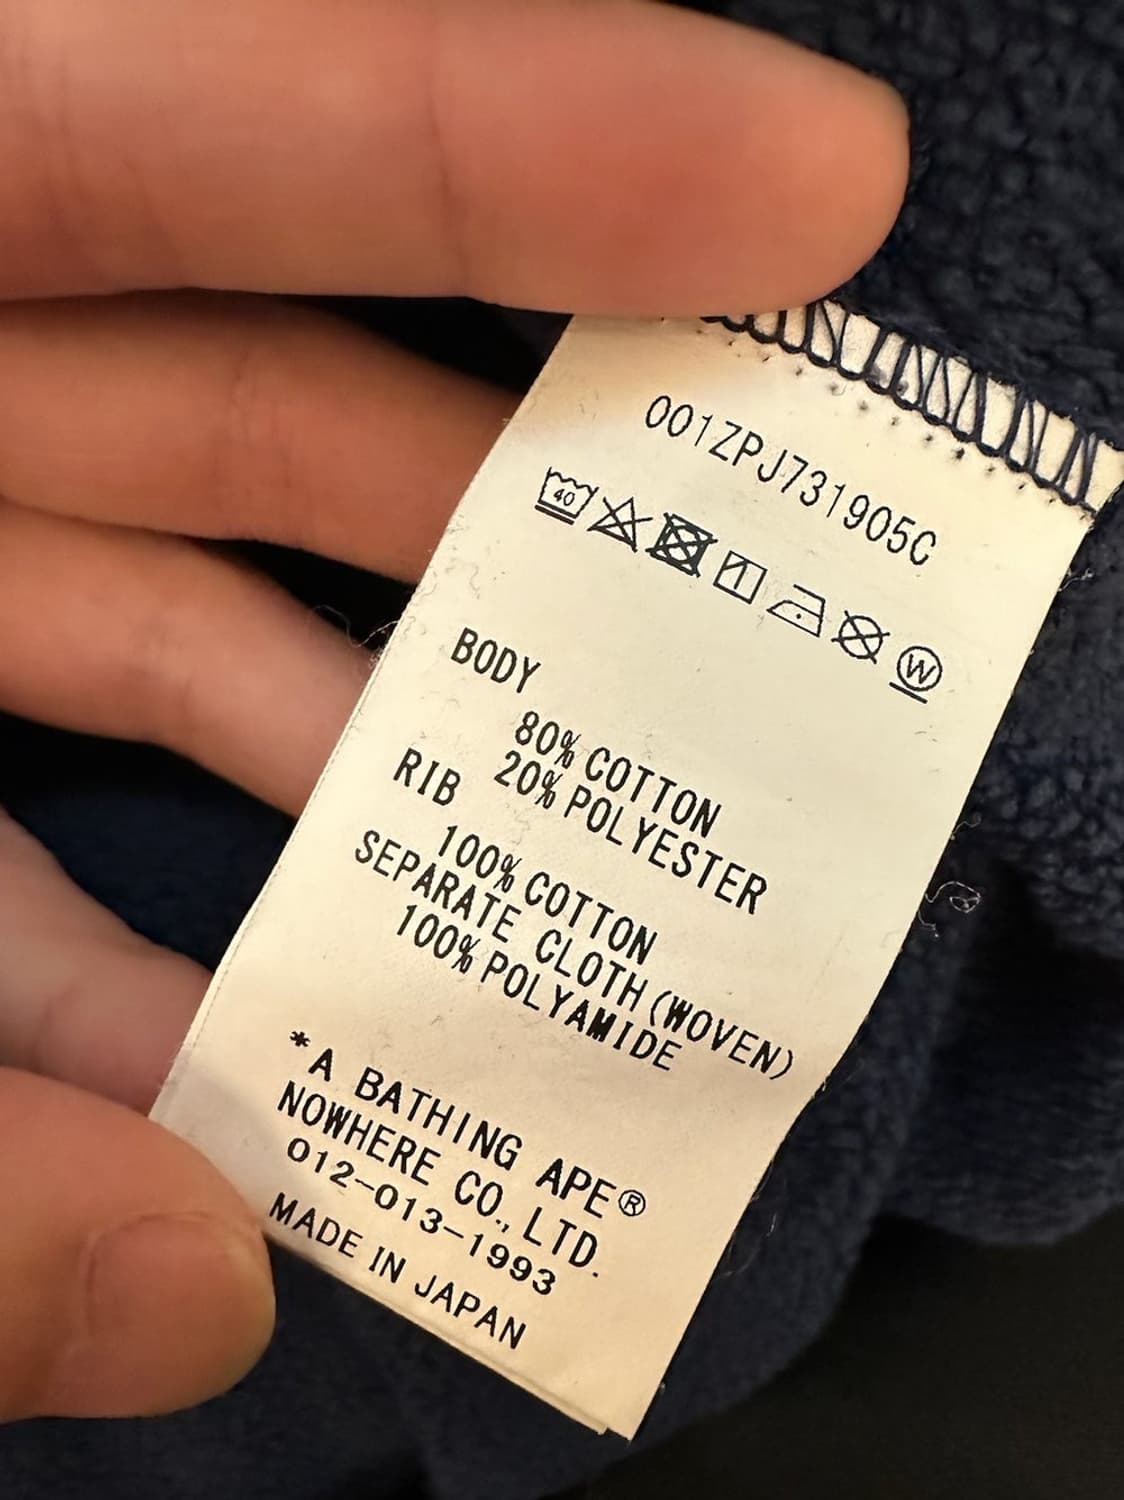 001ZPJ731905C
40
W
BODY
80% COTTON
20% POLYESTER
RIB
100% COTTON
SEPARATE CLOTH (WOVEN)
100% POLYAMIDE
*A BATHING APE®
NOWHERE CO., LTD.
012-013-1993
MADE IN JAPAN